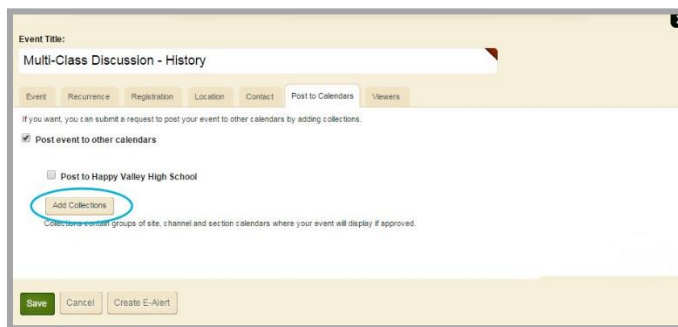 Event Title:
Multi-Class Discussion - History
Event Recurrence Registration Location Contact Post to Calendars Viewers
If you want, you can submit a request to post your event to other calendars by adding collections.
Post event to other calendars
Post to Happy Valley High School
Add Collections
Collections contain groups of site, channel and section calendars where your event will display if approved.
Save Cancel Create E-Alert